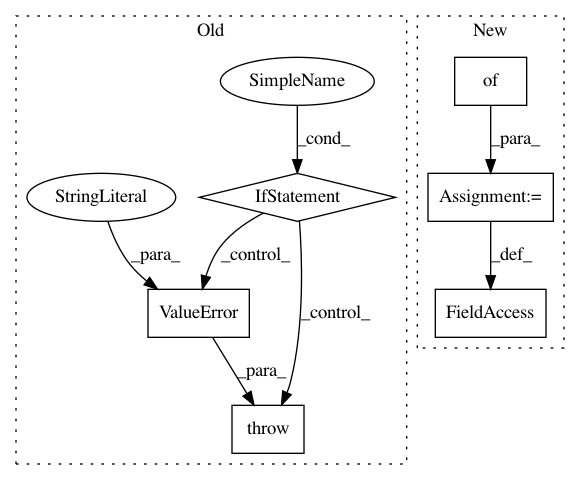 Old
New
SimpleName
of
_cond_
_para_
StringLiteral
IfStatement
Assignment:=
_para_
_control_
_control_
_def_
ValueError
FieldAccess
_para_
throw